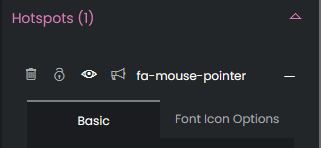 Hotspots (1)
fa-mouse-pointer
Basic
Font Icon Options